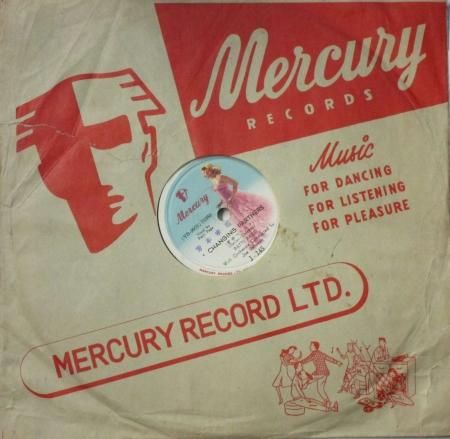 Mercury
RECORDS
Music
FOR DANCING
FOR LISTENING
FOR PLEASURE
Mercury
CHANGING PARTNERS
MERCURY RECORD LTD.